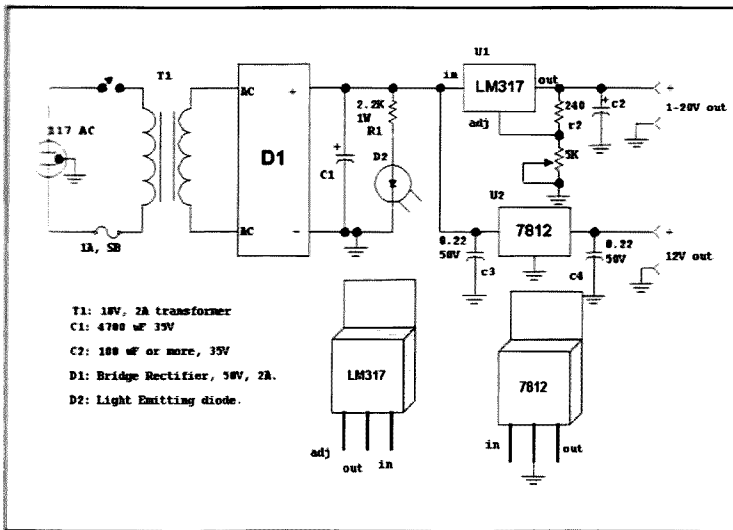 T1
117 AC
1A, SB
AC
+
D1
AC
-
2.2K
1W
R1
+
C1
D2
U1
in
LM317
out
adj
240
r2
5K
+
c2
+
1-20V out
U2
7812
0.22
50V
c3
0.22
50V
c4
+
12V out
T1: 18V, 2A transformer
C1: 4700 uF 35V
C2: 100 uF or more, 35V
D1: Bridge Rectifier, 50V, 2A.
D2: Light Emitting diode.
LM317
adj
out
in
7812
in
out